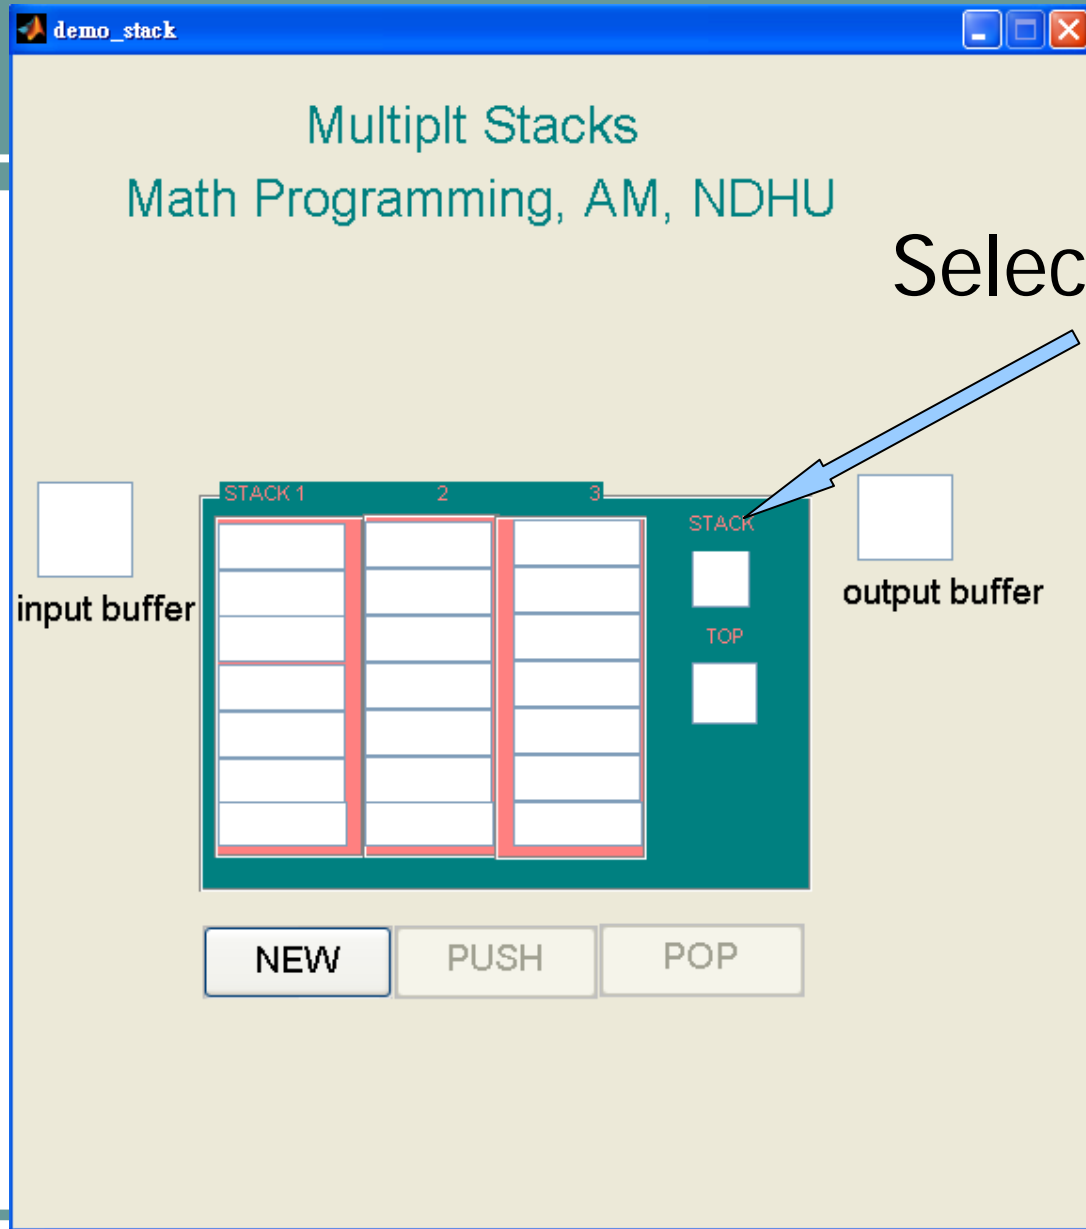 demo_stack
Multiplt Stacks
Math Programming, AM, NDHU
Selec
STACK 1 2 3
STACK
input buffer
output buffer
TOP
NEW PUSH POP